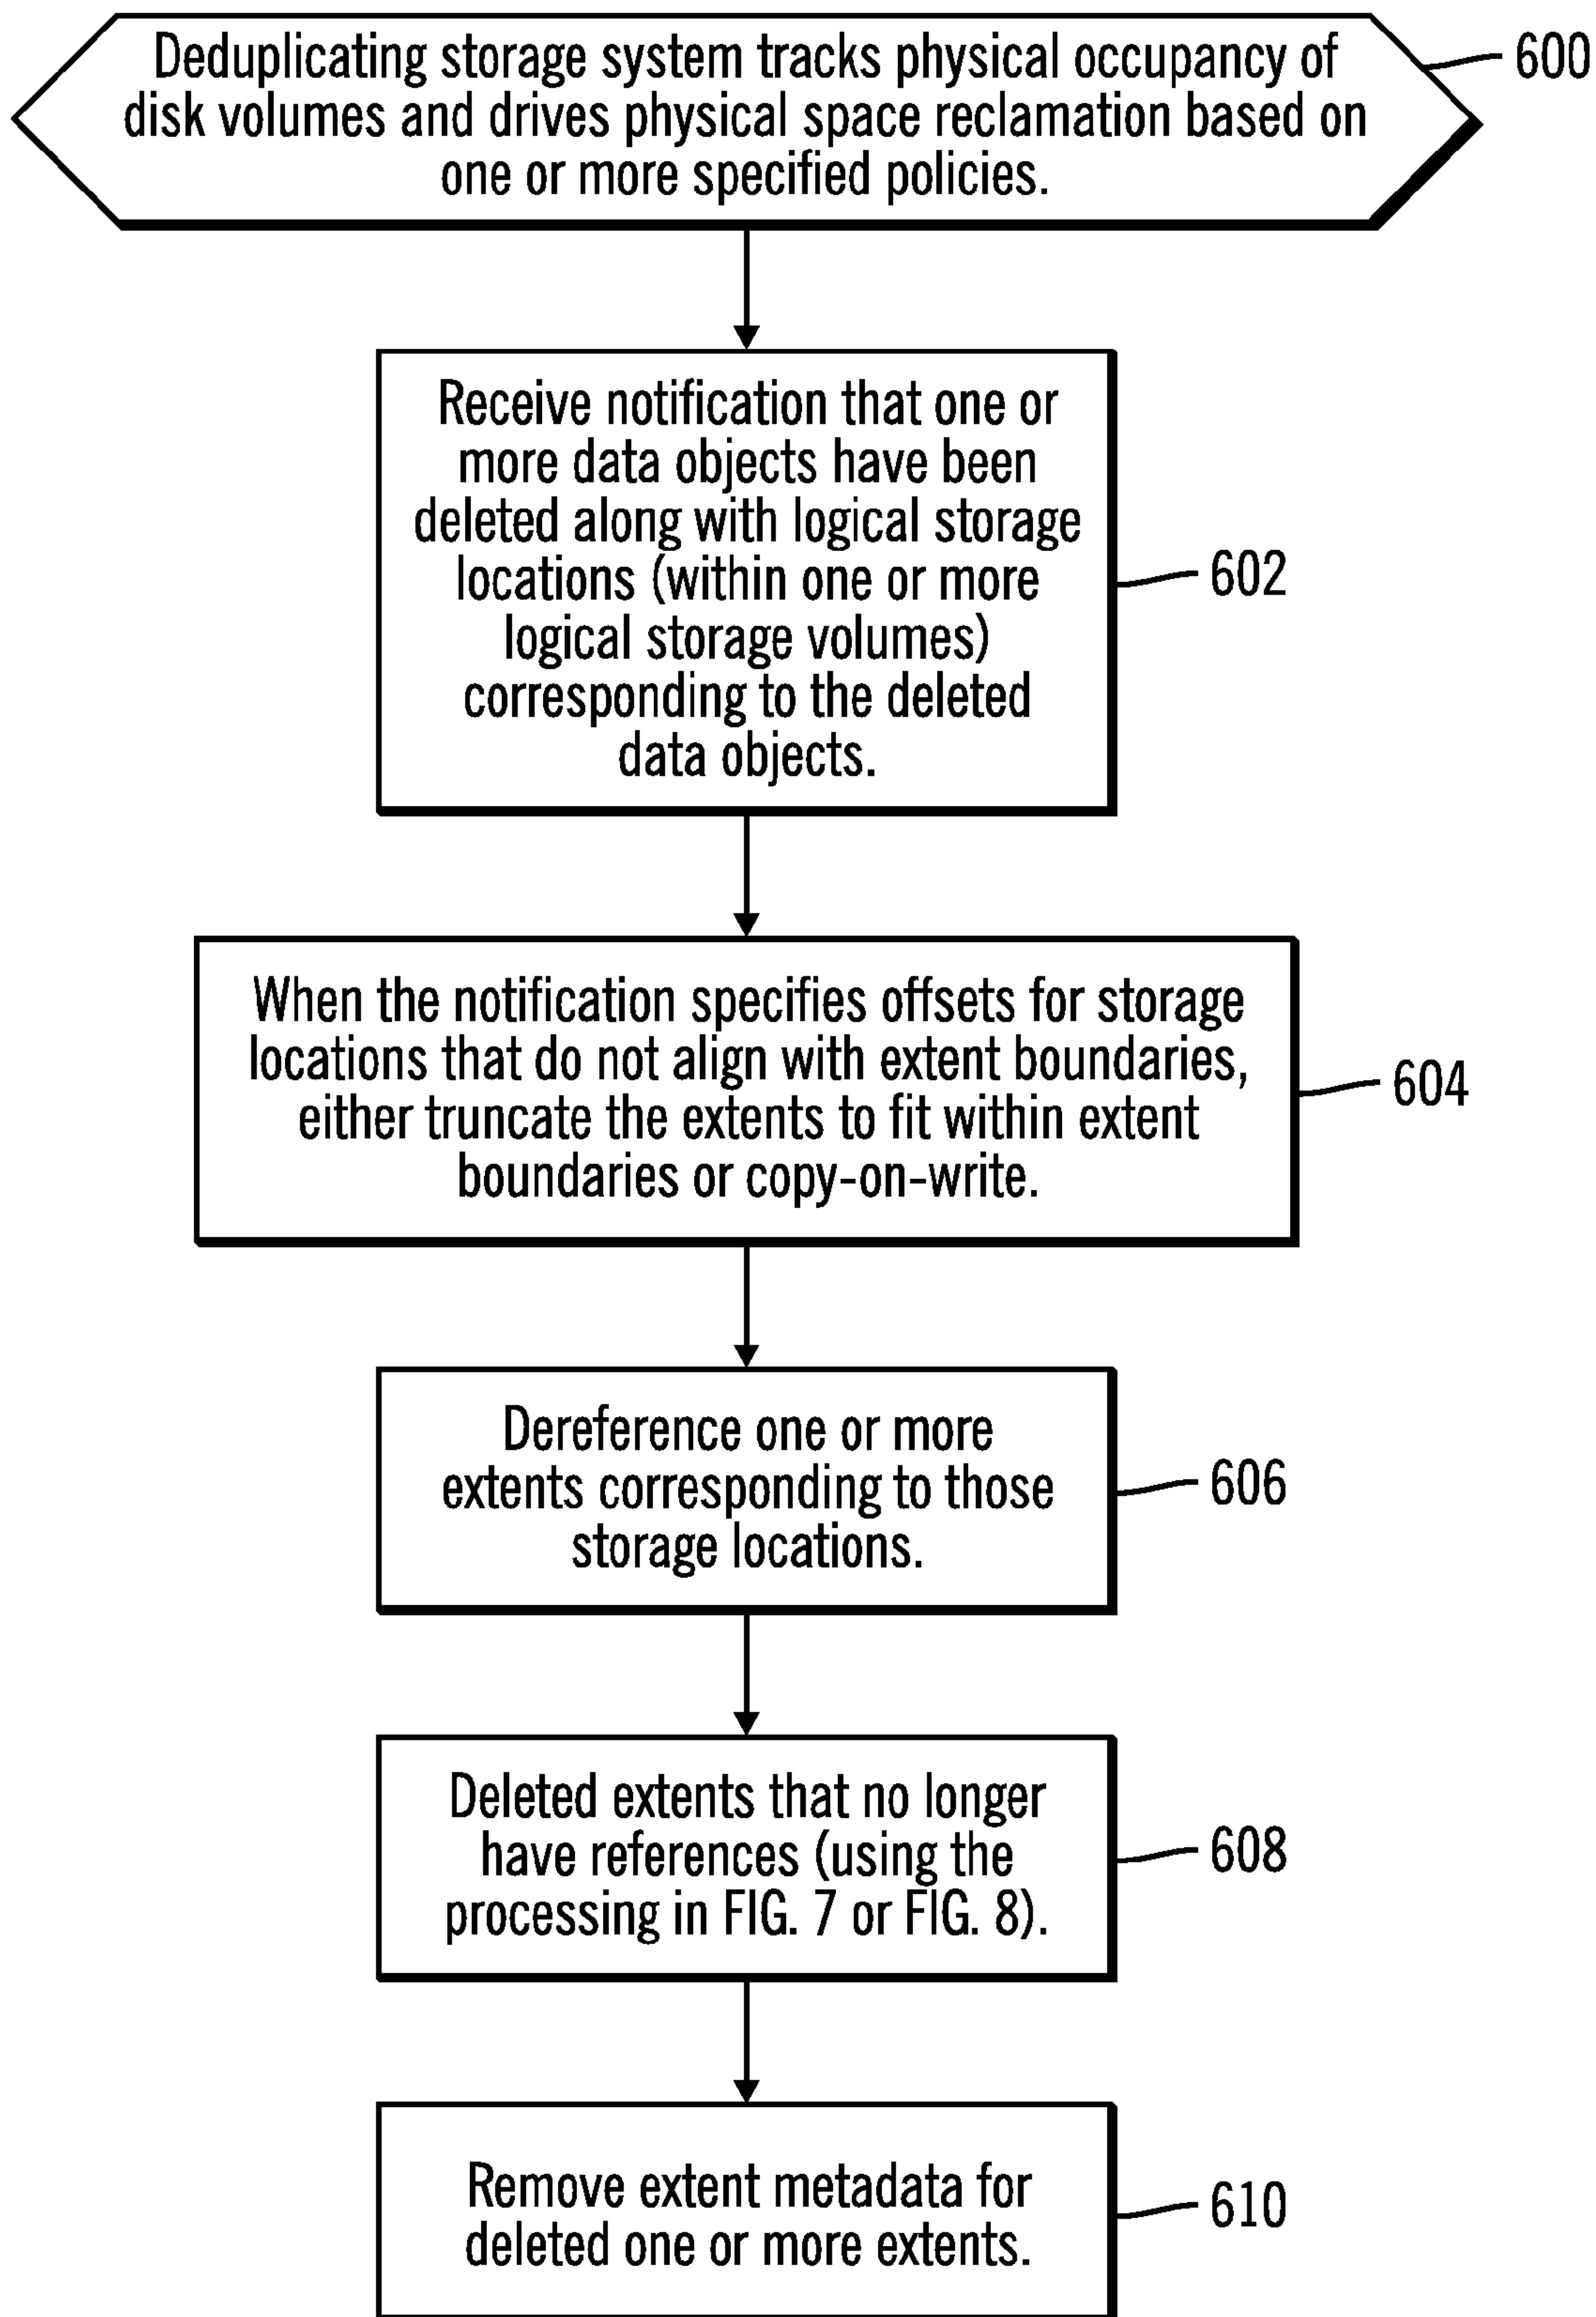 Deduplicating storage system tracks physical occupancy of
disk volumes and drives physical space reclamation based on
one or more specified policies.
600
Receive notification that one or
more data objects have been
deleted along with logical storage
locations (within one or more
logical storage volumes)
corresponding to the deleted
data objects.
602
When the notification specifies offsets for storage
locations that do not align with extent boundaries,
either truncate the extents to fit within extent
boundaries or copy-on-write.
604
Dereference one or more
extents corresponding to those
storage locations.
606
Deleted extents that no longer
have references (using the
processing in FIG. 7 or FIG. 8).
608
Remove extent metadata for
deleted one or more extents.
610